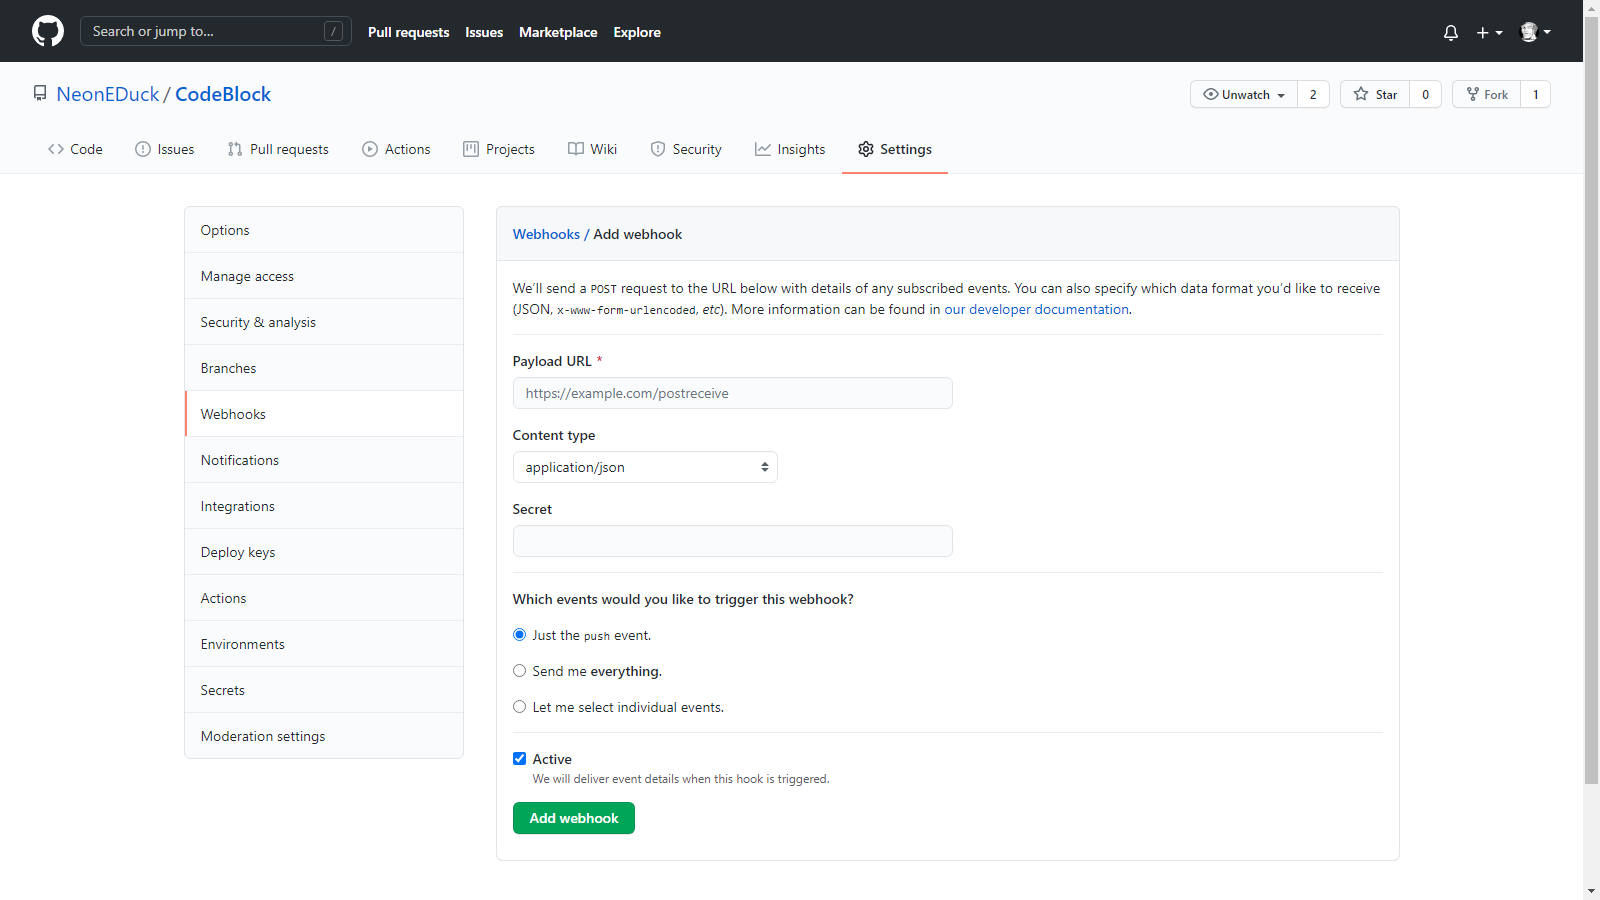 Search or jump to... /
Pull requests Issues Marketplace Explore
NeonEDuck / CodeBlock
Unwatch 2 Star 0 Fork 1
Code Issues Pull requests Actions Projects Wiki Security Insights Settings
Options
Manage access
Security & analysis
Branches
Webhooks
Notifications
Integrations
Deploy keys
Actions
Environments
Secrets
Moderation settings
Webhooks / Add webhook
We’ll send a POST request to the URL below with details of any subscribed events. You can also specify which data format you’d like to receive
(JSON, x-www-form-urlencoded, etc). More information can be found in our developer documentation.
Payload URL *
https://example.com/postreceive
Content type
application/json
Secret
Which events would you like to trigger this webhook?
Just the push event.
Send me everything.
Let me select individual events.
Active
We will deliver event details when this hook is triggered.
Add webhook